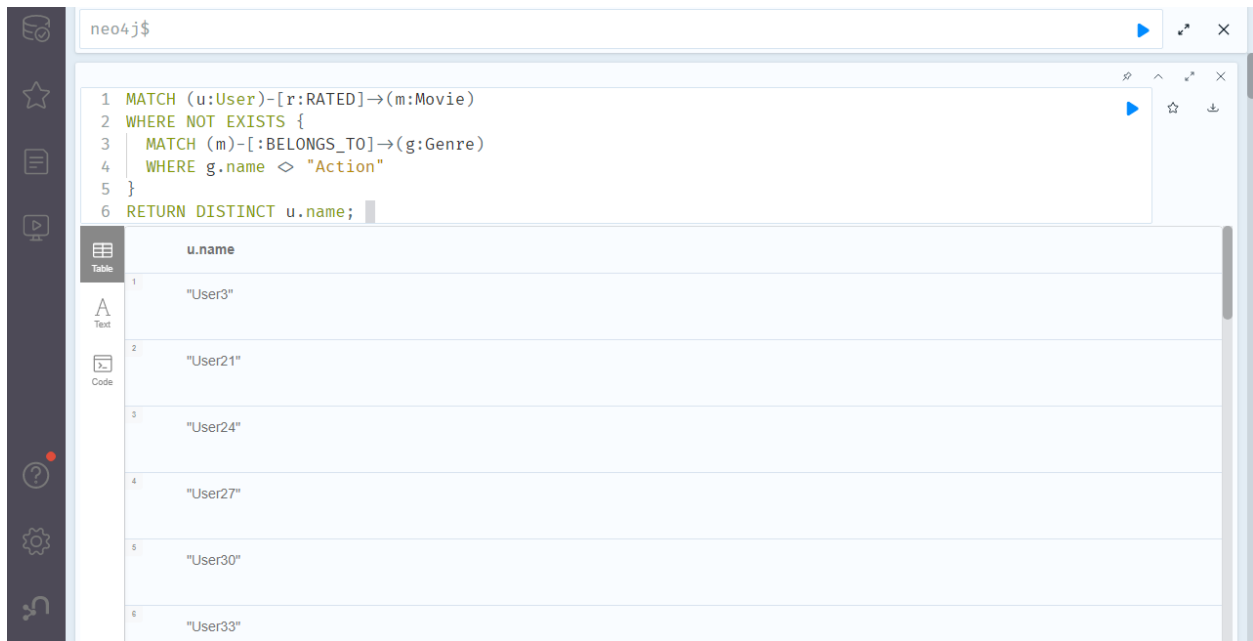 neo4j$
1 MATCH (u:User)-[r:RATED]→(m:Movie)
2 WHERE NOT EXISTS {
3 MATCH (m)-[:BELONGS_TO]→(g:Genre)
4 WHERE g.name <> "Action"
5 }
6 RETURN DISTINCT u.name;
Table
A
Text
Code
u.name
1
"User3"
2
"User21"
3
"User24"
4
"User27"
5
"User30"
6
"User33"